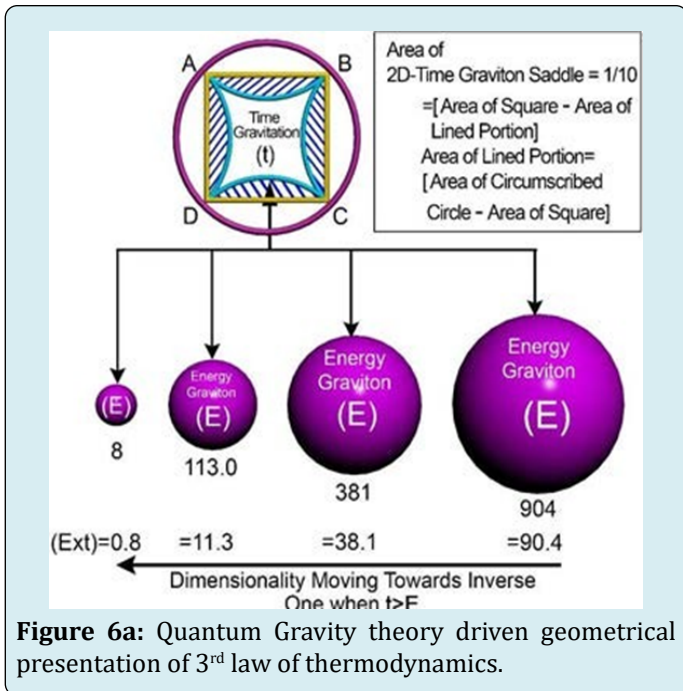 A
B
Time
Gravitation
(t)
D
C
Area of
2D-Time Graviton Saddle = 1/10
=[Area of Square - Area of
Lined Portion]
Area of Lined Portion=
[Area of Circumscribed
Circle - Area of Square]
(E)
8
Energy
Graviton
(E)
113.0
Energy
Graviton
(E)
381
Energy
Graviton
(E)
904
(Ext)=0.8 =11.3 =38.1 =90.4
Dimensionality Moving Towards Inverse
One when t>E
Figure 6a: Quantum Gravity theory driven geometrical
presentation of 3rd law of thermodynamics.